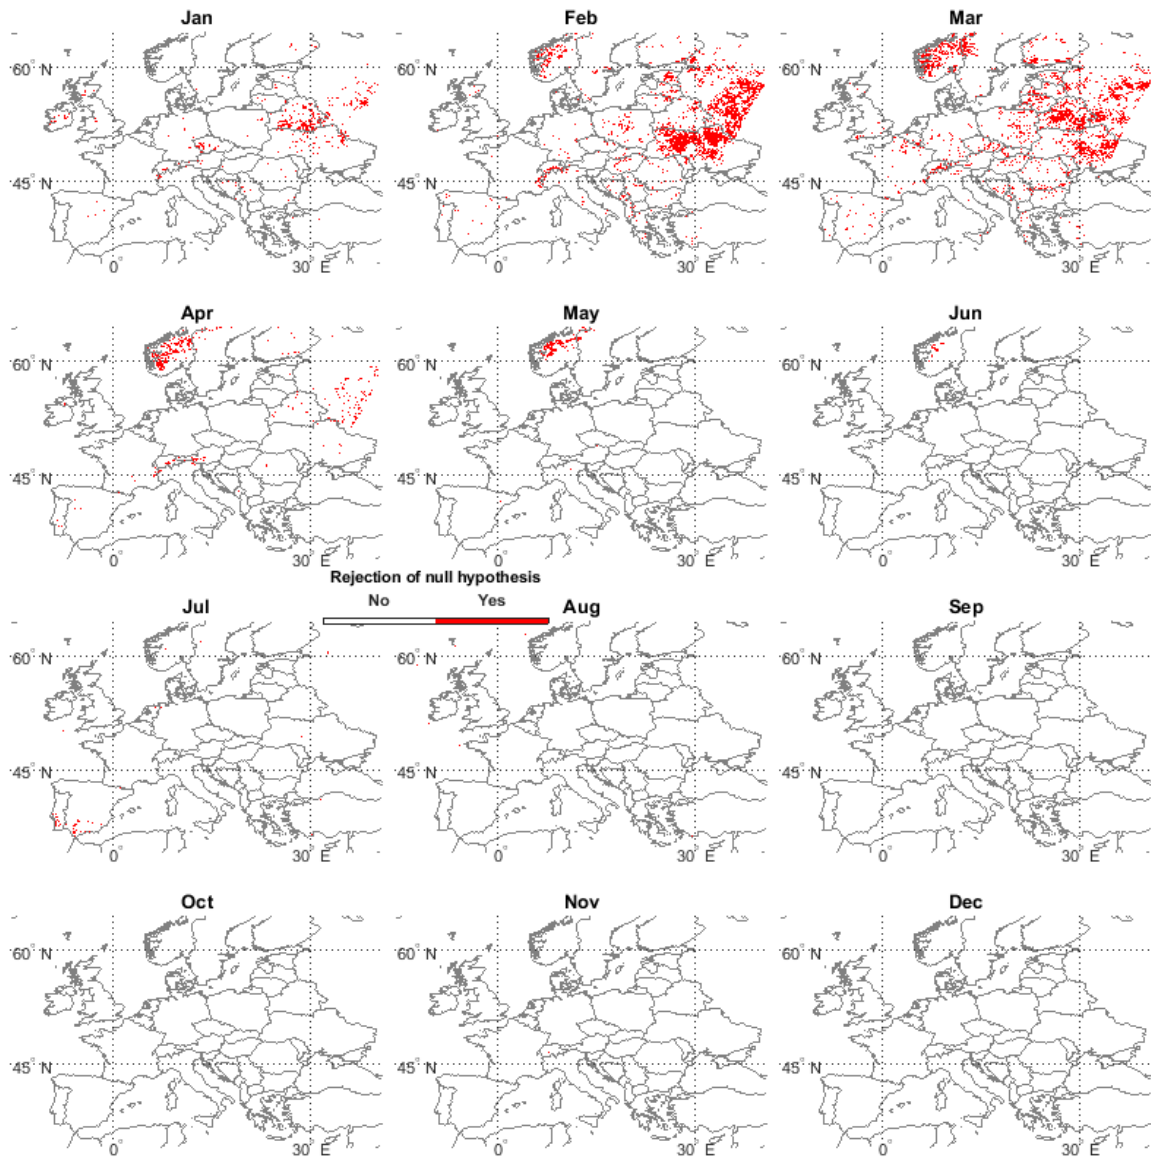 Jan Feb Mar
60° N 60° N 60° N
45° N 45° N 45° N
0° 30° E 0° 30° E 0° 30° E
Apr May Jun
60° N 60° N 60° N
45° N 45° N 45° N
0° 30° E 0° 30° E 0° 30° E
Rejection of null hypothesis
No Yes
Jul Aug Sep
60° N 60° N 60° N
45° N 45° N 45° N
0° 30° E 0° 30° E 0° 30° E
Oct Nov Dec
60° N 60° N 60° N
45° N 45° N 45° N
0° 30° E 0° 30° E 0° 30° E